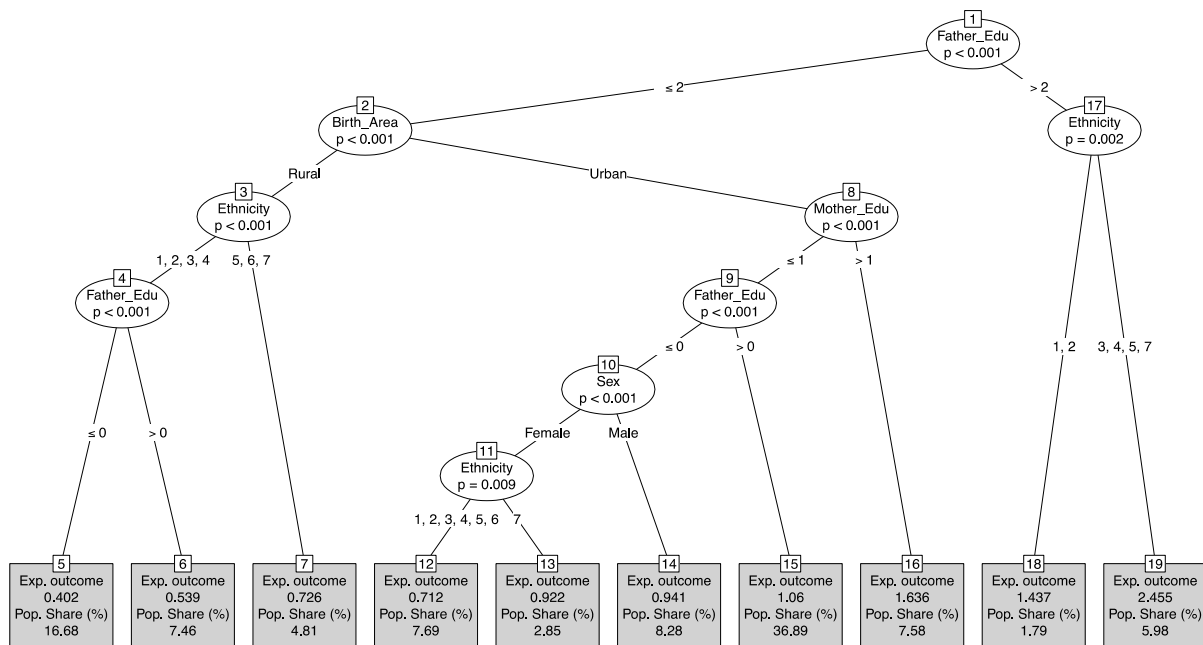 1
Father_Edu
p < 0.001
≤ 2
> 2
2
Birth_Area
p < 0.001
17
Ethnicity
p = 0.002
Rural
Urban
3
Ethnicity
p < 0.001
8
Mother_Edu
p < 0.001
1, 2, 3, 4
5, 6, 7
≤ 1
> 1
4
Father_Edu
p < 0.001
9
Father_Edu
p < 0.001
≤ 0
> 0
1, 2
3, 4, 5, 7
10
Sex
p < 0.001
≤ 0
> 0
Female
Male
11
Ethnicity
p = 0.009
1, 2, 3, 4, 5, 6
7
5
Exp. outcome
0.402
Pop. Share (%)
16.68
6
Exp. outcome
0.539
Pop. Share (%)
7.46
7
Exp. outcome
0.726
Pop. Share (%)
4.81
12
Exp. outcome
0.712
Pop. Share (%)
7.69
13
Exp. outcome
0.922
Pop. Share (%)
2.85
14
Exp. outcome
0.941
Pop. Share (%)
8.28
15
Exp. outcome
1.06
Pop. Share (%)
36.89
16
Exp. outcome
1.636
Pop. Share (%)
7.58
18
Exp. outcome
1.437
Pop. Share (%)
1.79
19
Exp. outcome
2.455
Pop. Share (%)
5.98